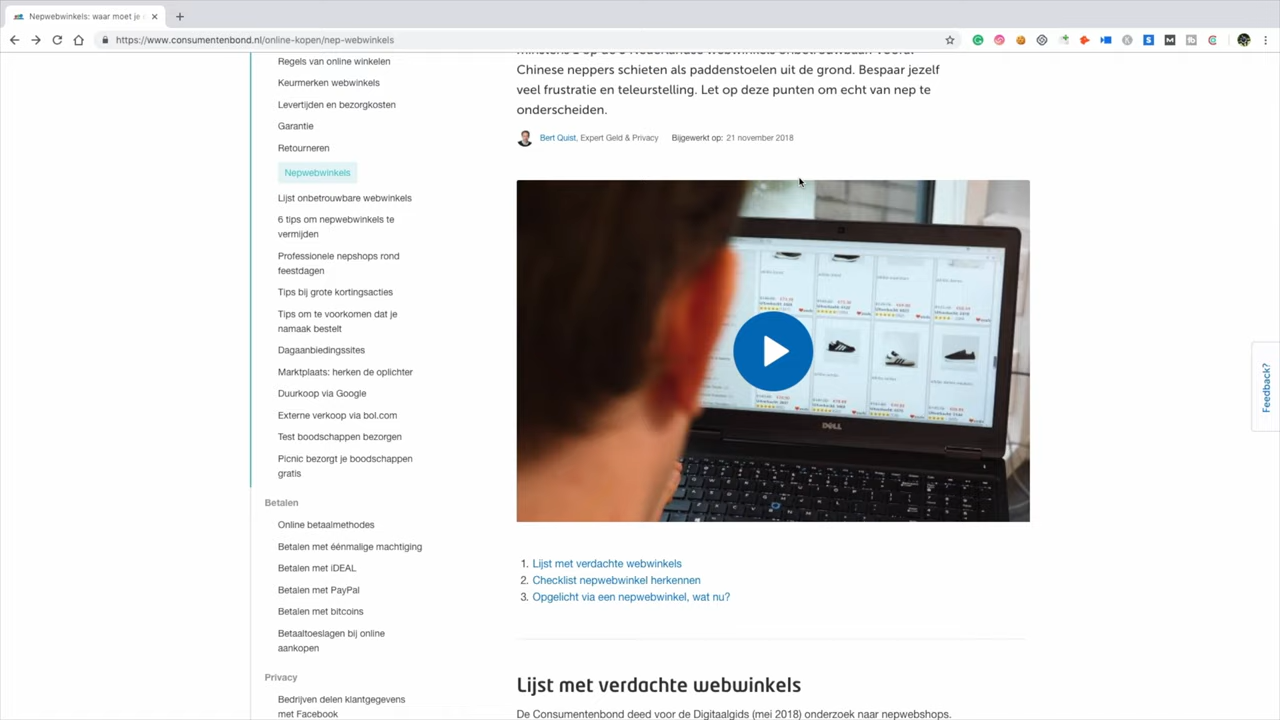 Nepwebwinkels: waar moet je
https://www.consumentenbond.nl/online-kopen/nep-webwinkels
Regels van online winkelen
Keurmerken webwinkels
Levertijden en bezorgkosten
Garantie
Retourneren
Nepwebwinkels
Lijst onbetrouwbare webwinkels
6 tips om nepwebwinkels te
vermijden
Professionele nepshops rond
feestdagen
Tips bij grote kortingsacties
Tips om te voorkomen dat je
namaak bestelt
Dagaanbiedingssites
Marktplaats: herken de oplichter
Duurkoop via Google
Externe verkoop via bol.com
Test boodschappen bezorgen
Picnic bezorgt je boodschappen
gratis
Betalen
Online betaalmethodes
Betalen met éénmalige machtiging
Betalen met iDEAL
Betalen met PayPal
Betalen met bitcoins
Betaaltoeslagen bij online
aankopen
Privacy
Bedrijven delen klantgegevens
met Facebook
Chinese neppers schieten als paddenstoelen uit de grond. Bespaar jezelf
veel frustratie en teleurstelling. Let op deze punten om echt van nep te
onderscheiden.
Bert Quist, Expert Geld & Privacy Bijgewerkt op: 21 november 2018
DELL
1. Lijst met verdachte webwinkels
2. Checklist nepwebwinkel herkennen
3. Opgelicht via een nepwebwinkel, wat nu?
Lijst met verdachte webwinkels
De Consumentenbond deed voor de Digitaalgids (mei 2018) onderzoek naar nepwebshops.
Feedback?